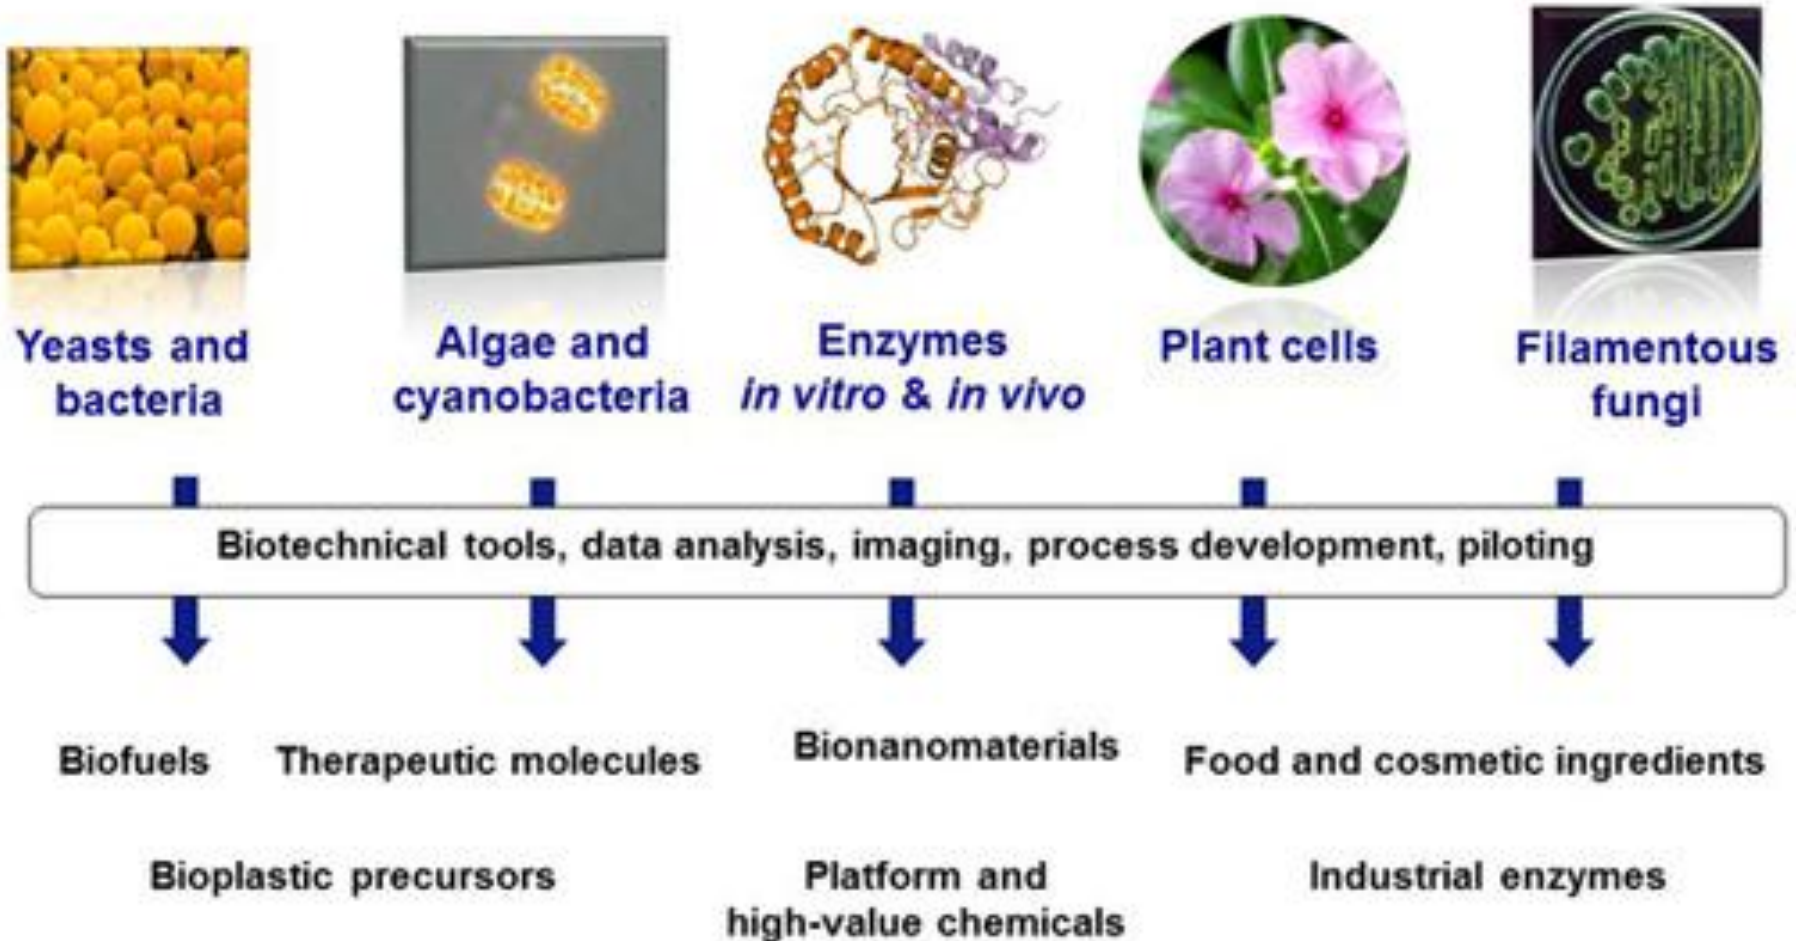 Yeasts and
bacteria
Algae and
cyanobacteria
Enzymes
in vitro & in vivo
Plant cells
Filamentous
fungi
Biotechnical tools, data analysis, imaging, process development, piloting
Biofuels
Therapeutic molecules
Bionanomaterials
Food and cosmetic ingredients
Bioplastic precursors
Platform and
high-value chemicals
Industrial enzymes